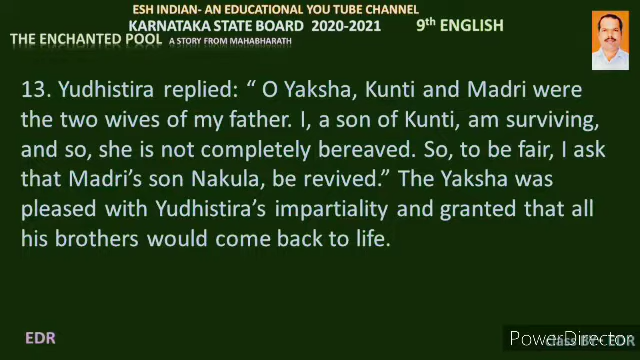 ESH INDIAN- AN EDUCATIONAL YOU TUBE CHANNEL
KARNATAKA STATE BOARD 2020-2021 9th ENGLISH
THE ENCHANTED POOL A STORY FROM MAHABHARATH
13. Yudhistira replied: “ O Yaksha, Kunti and Madri were
the two wives of my father. I, a son of Kunti, am surviving,
and so, she is not completely bereaved. So, to be fair, I ask
that Madri’s son Nakula, be revived.” The Yaksha was
pleased with Yudhistira’s impartiality and granted that all
his brothers would come back to life.
EDR
PowerDirector